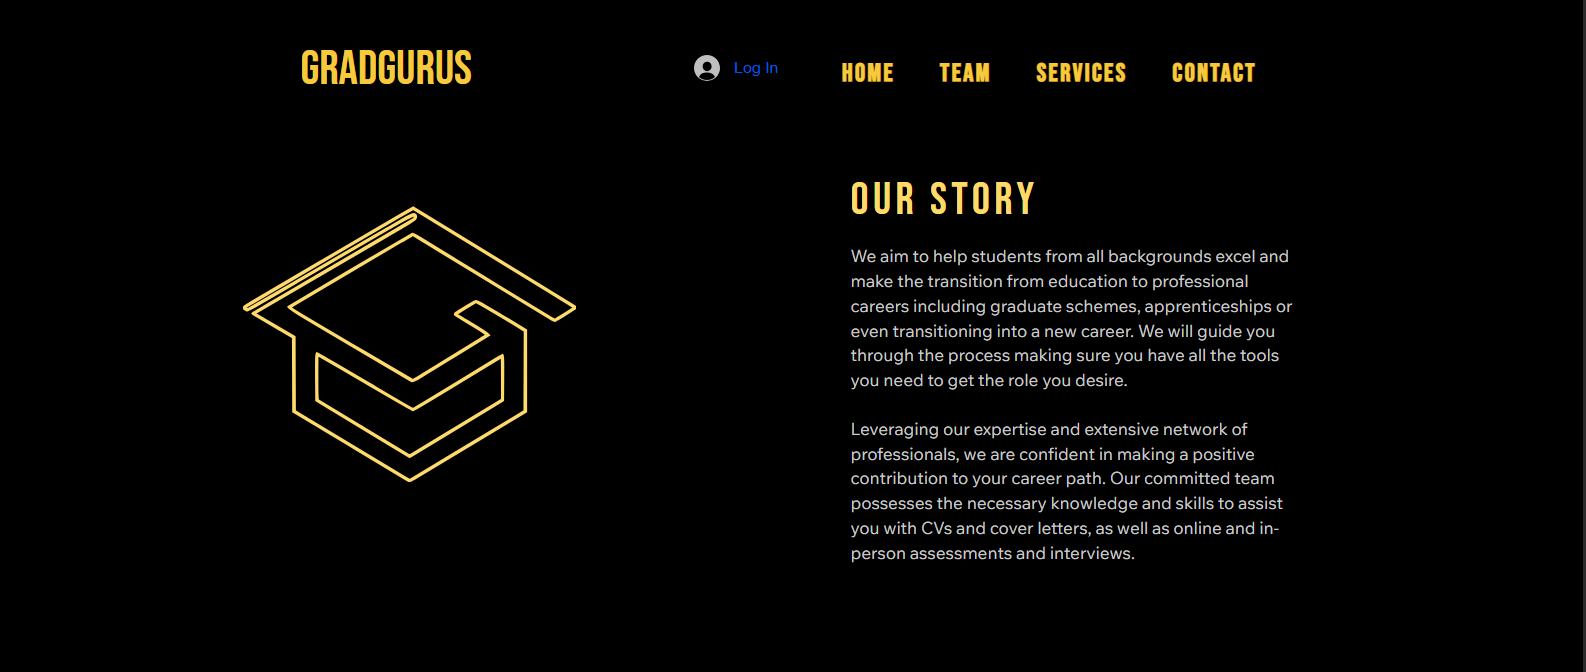 GRADGURUS
Log In
HOME
TEAM
SERVICES
CONTACT
OUR STORY
We aim to help students from all backgrounds excel and
make the transition from education to professional
careers including graduate schemes, apprenticeships or
even transitioning into a new career. We will guide you
through the process making sure you have all the tools
you need to get the role you desire.
Leveraging our expertise and extensive network of
professionals, we are confident in making a positive
contribution to your career path. Our committed team
possesses the necessary knowledge and skills to assist
you with CVs and cover letters, as well as online and in-
person assessments and interviews.